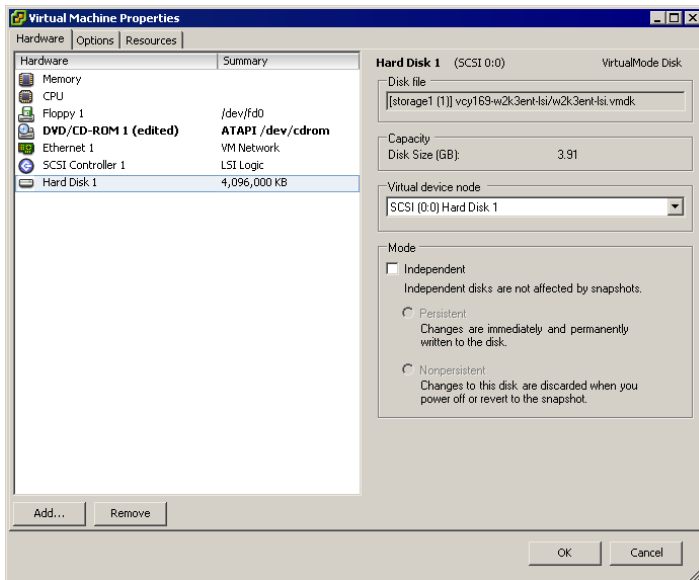 Virtual Machine Properties
Hardware Options Resources
Hardware Summary
Memory
CPU
Floppy 1 /dev/fd0
DVD/CD-ROM 1 (edited) ATAPI /dev/cdrom
Ethernet 1 VM Network
SCSI Controller 1 LSI Logic
Hard Disk 1 4,096,000 KB
Add... Remove
Hard Disk 1 (SCSI 0:0) VirtualMode Disk
Disk file
[storage1 (1)] vcy169-w2k3ent-lsi/w2k3ent-lsi.vmdk
Capacity
Disk Size (GB): 3.91
Virtual device node
SCSI (0:0) Hard Disk 1
Mode
Independent
Independent disks are not affected by snapshots.
Persistent
Changes are immediately and permanently
written to the disk.
Nonpersistent
Changes to this disk are discarded when you
power off or revert to the snapshot.
OK Cancel